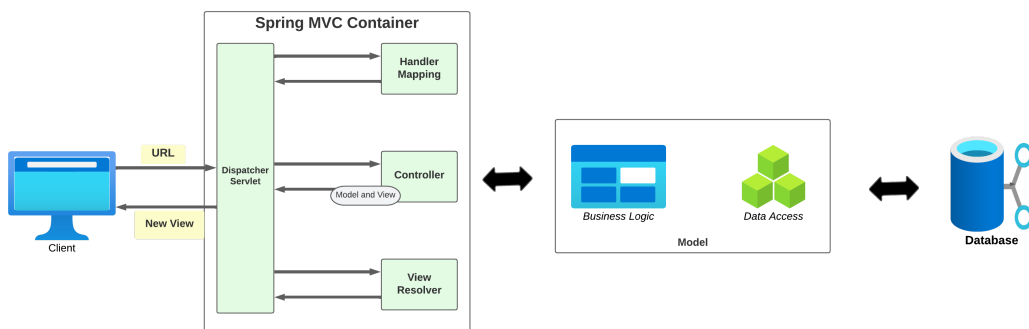 Spring MVC Container
Handler
Mapping
URL
Dispatcher
Servlet
Controller
Model and View
New View
Client
View
Resolver
Business Logic
Data Access
Model
Database